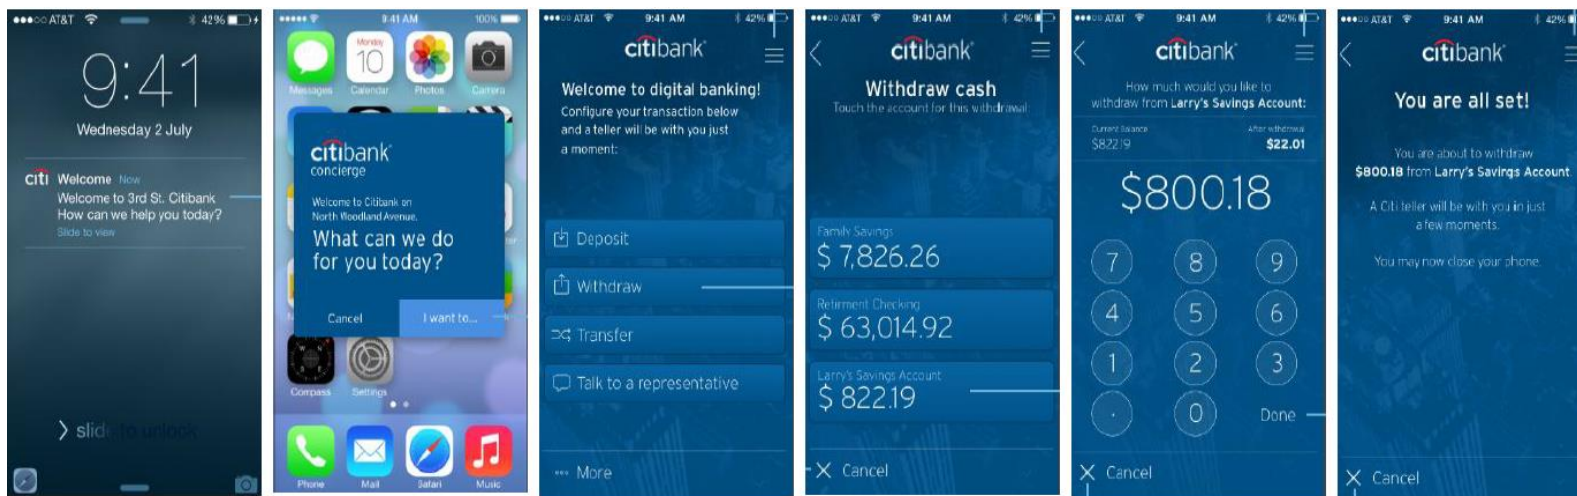 AT&T 42%
9:41
Wednesday 2 July
citi Welcome Now
Welcome to 3rd St. Citibank
How can we help you today?
Slide to view
slide to unlock
9:41 AM 100%
Monday
10
Messages Calendar Photos Camera
citibank
concierge
Welcome to Citibank on
North Woodland Avenue.
What can we do
for you today?
Cancel I want to...
Compass Settings
Phone Mail Safari Music
AT&T 9:41 AM 42%
citibank
Welcome to digital banking!
Configure your transaction below
and a teller will be with you just
a moment:
Deposit
Withdraw
Transfer
Talk to a representative
More
AT&T 9:41 AM 42%
citibank
Withdraw cash
Touch the account for this withdrawal
Family Savings
$ 7,826.26
Retirment Checking
$ 63,014.92
Larry's Savings Account
$ 822.19
Cancel
AT&T 9:41 AM 42%
citibank
How much would you like to
withdraw from Larry's Savings Account:
Current Balance After withdrawal
$822.19 $22.01
$800.18
7 8 9
4 5 6
1 2 3
. 0 Done
Cancel
AT&T 9:41 AM 42%
citibank
You are all set!
You are about to withdraw
$800.18 from Larry's Savings Account.
A Citi teller will be with you in just
a few moments.
You may now close your phone.
Cancel